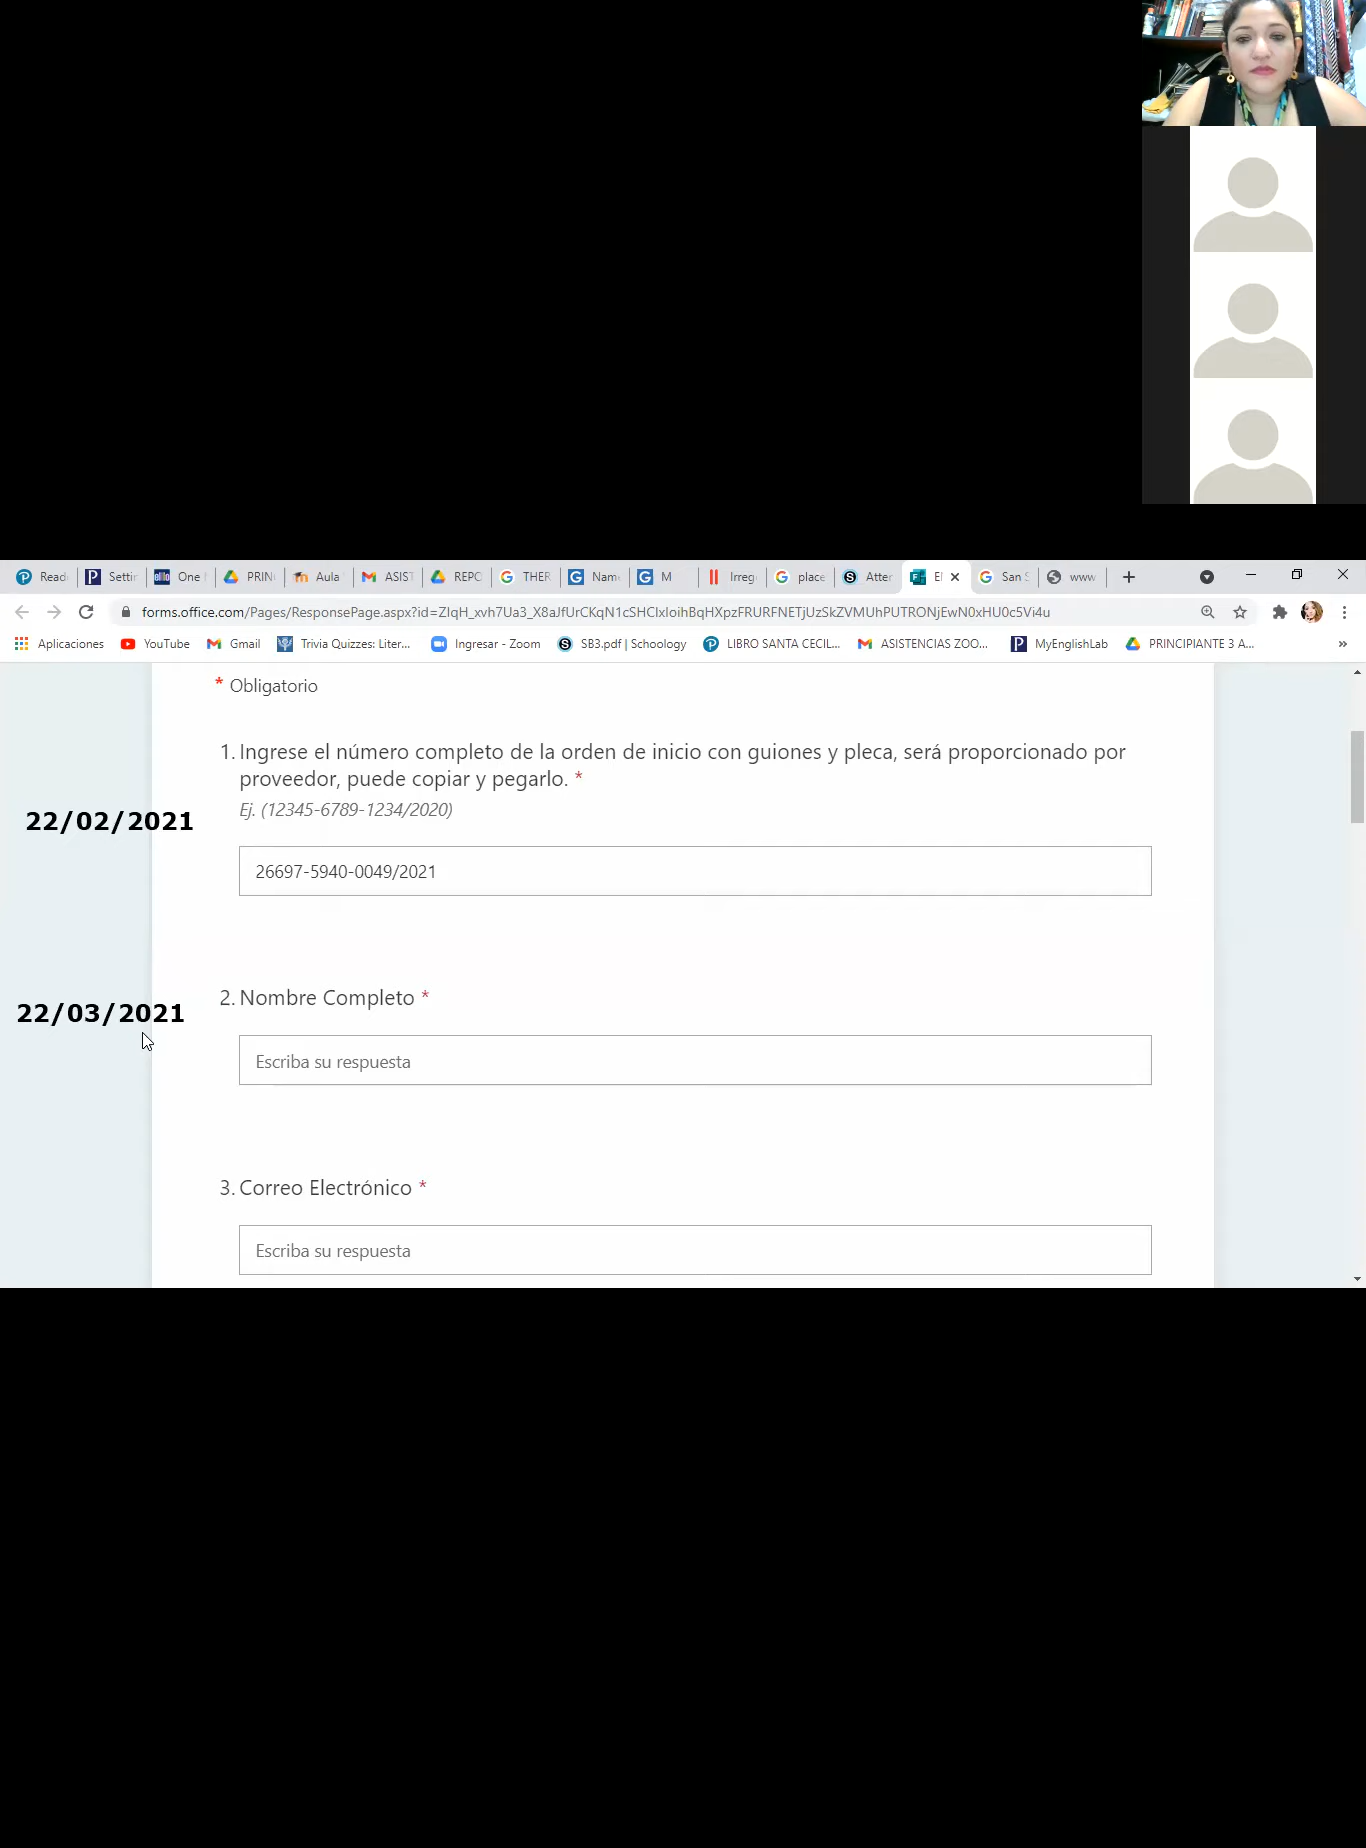 Read
Settin
One
PRIN
Aula
ASIST
REPO
THER
Name
M
Irreg
place
Atter
El
San S
www
forms.office.com/Pages/ResponsePage.aspx?id=ZIqH_xvh7Ua3_X8aJfUrCKqN1cSHClxIoihBqHXpzFRURFNETjUzSkZVMUhPUTRONjEwN0xHU0c5Vi4u
Aplicaciones
YouTube
Gmail
Trivia Quizzes: Liter...
Ingresar - Zoom
SB3.pdf | Schoology
LIBRO SANTA CECIL...
ASISTENCIAS ZOO...
MyEnglishLab
PRINCIPIANTE 3 A...
* Obligatorio
1. Ingrese el número completo de la orden de inicio con guiones y pleca, será proporcionado por
proveedor, puede copiar y pegarlo. *
Ej. (12345-6789-1234/2020)
22/02/2021
26697-5940-0049/2021
2. Nombre Completo *
22/03/2021
Escriba su respuesta
3. Correo Electrónico *
Escriba su respuesta